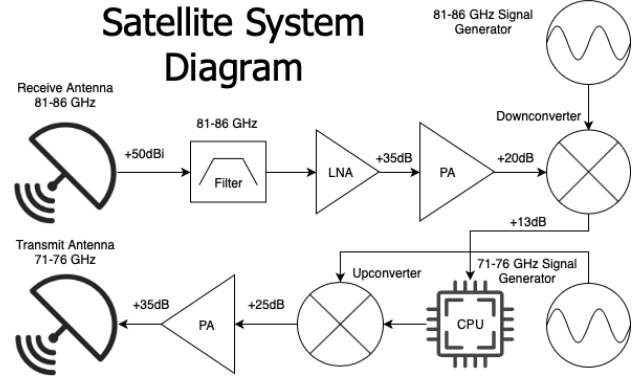 Satellite System
Diagram
81-86 GHz Signal
Generator
Receive Antenna
81-86 GHz
81-86 GHz
Downconverter
+50dBi
Filter
LNA
+35dB
PA
+20dB
+13dB
Transmit Antenna
71-76 GHz
Upconverter
71-76 GHz Signal
Generator
+35dB
PA
+25dB
CPU